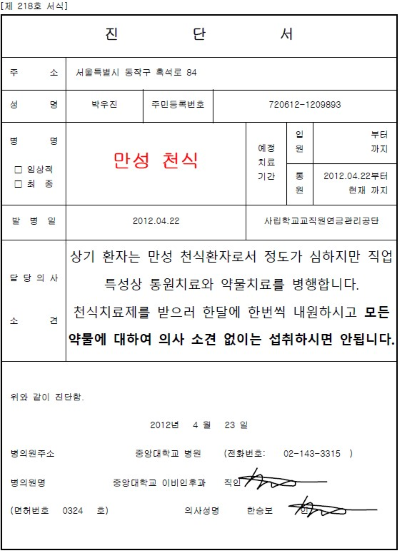 [제 218호 서식]
진 단 서
주 소 서울특별시 동작구 흑석로 84
성 명 박우진 주민등록번호 720612-1209893
병 명
□ 임상적
□ 최 종
만성 천식
예정
치료
기간
입
원
부터
까지
통
원
2012.04.22부터
현재 까지
발 병 일 2012.04.22 사립학교교직원연금관리공단
담 당 의 사
소 견
상기 환자는 만성 천식환자로서 정도가 심하지만 직업
특성상 통원치료와 약물치료를 병행합니다.
천식치료제를 받으러 한달에 한번씩 내원하시고 모든
약물에 대하여 의사 소견 없이는 섭취하시면 안됩니다.
위와 같이 진단함.
2012년 4 월 23 일
병의원주소 중앙대학교 병원 (전화번호: 02-143-3315 )
병의원명 중앙대학교 이비인후과 직인
(면허번호 0324 호) 의사성명 한승보